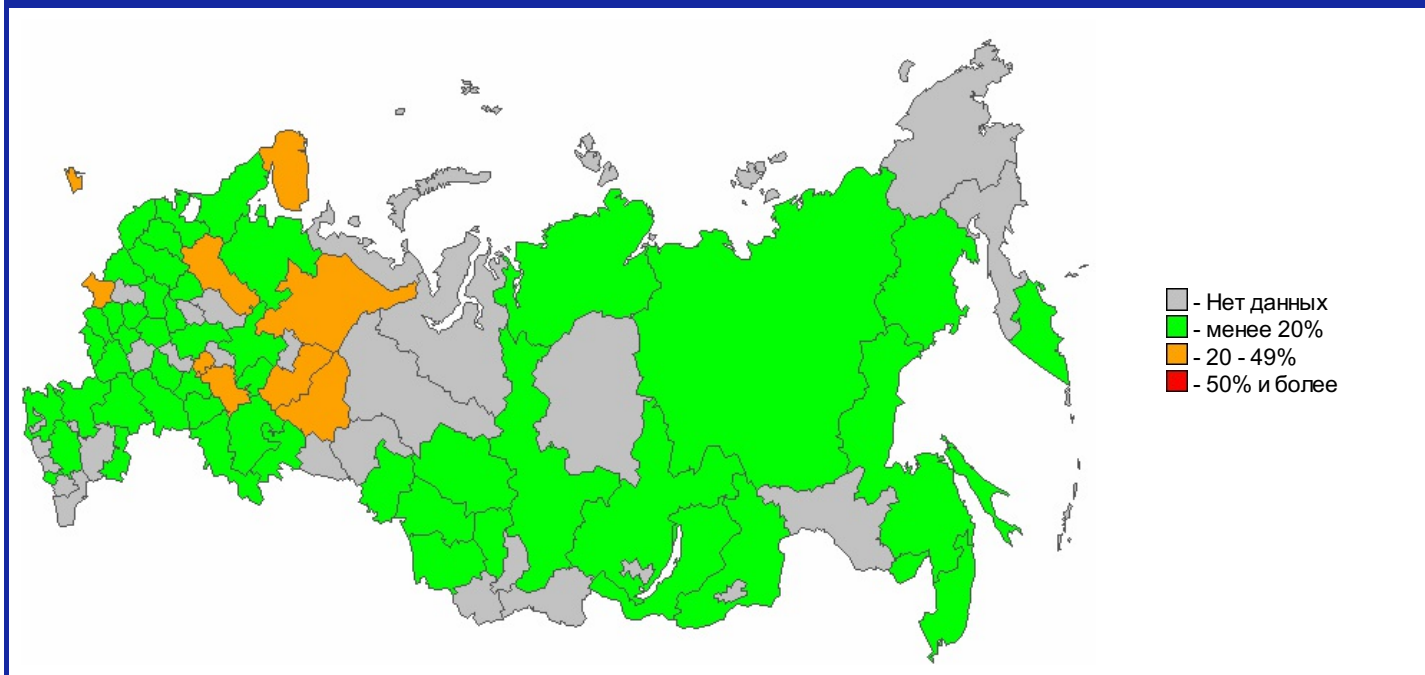 - Нет данных
- менее 20%
- 20 - 49%
- 50% и более